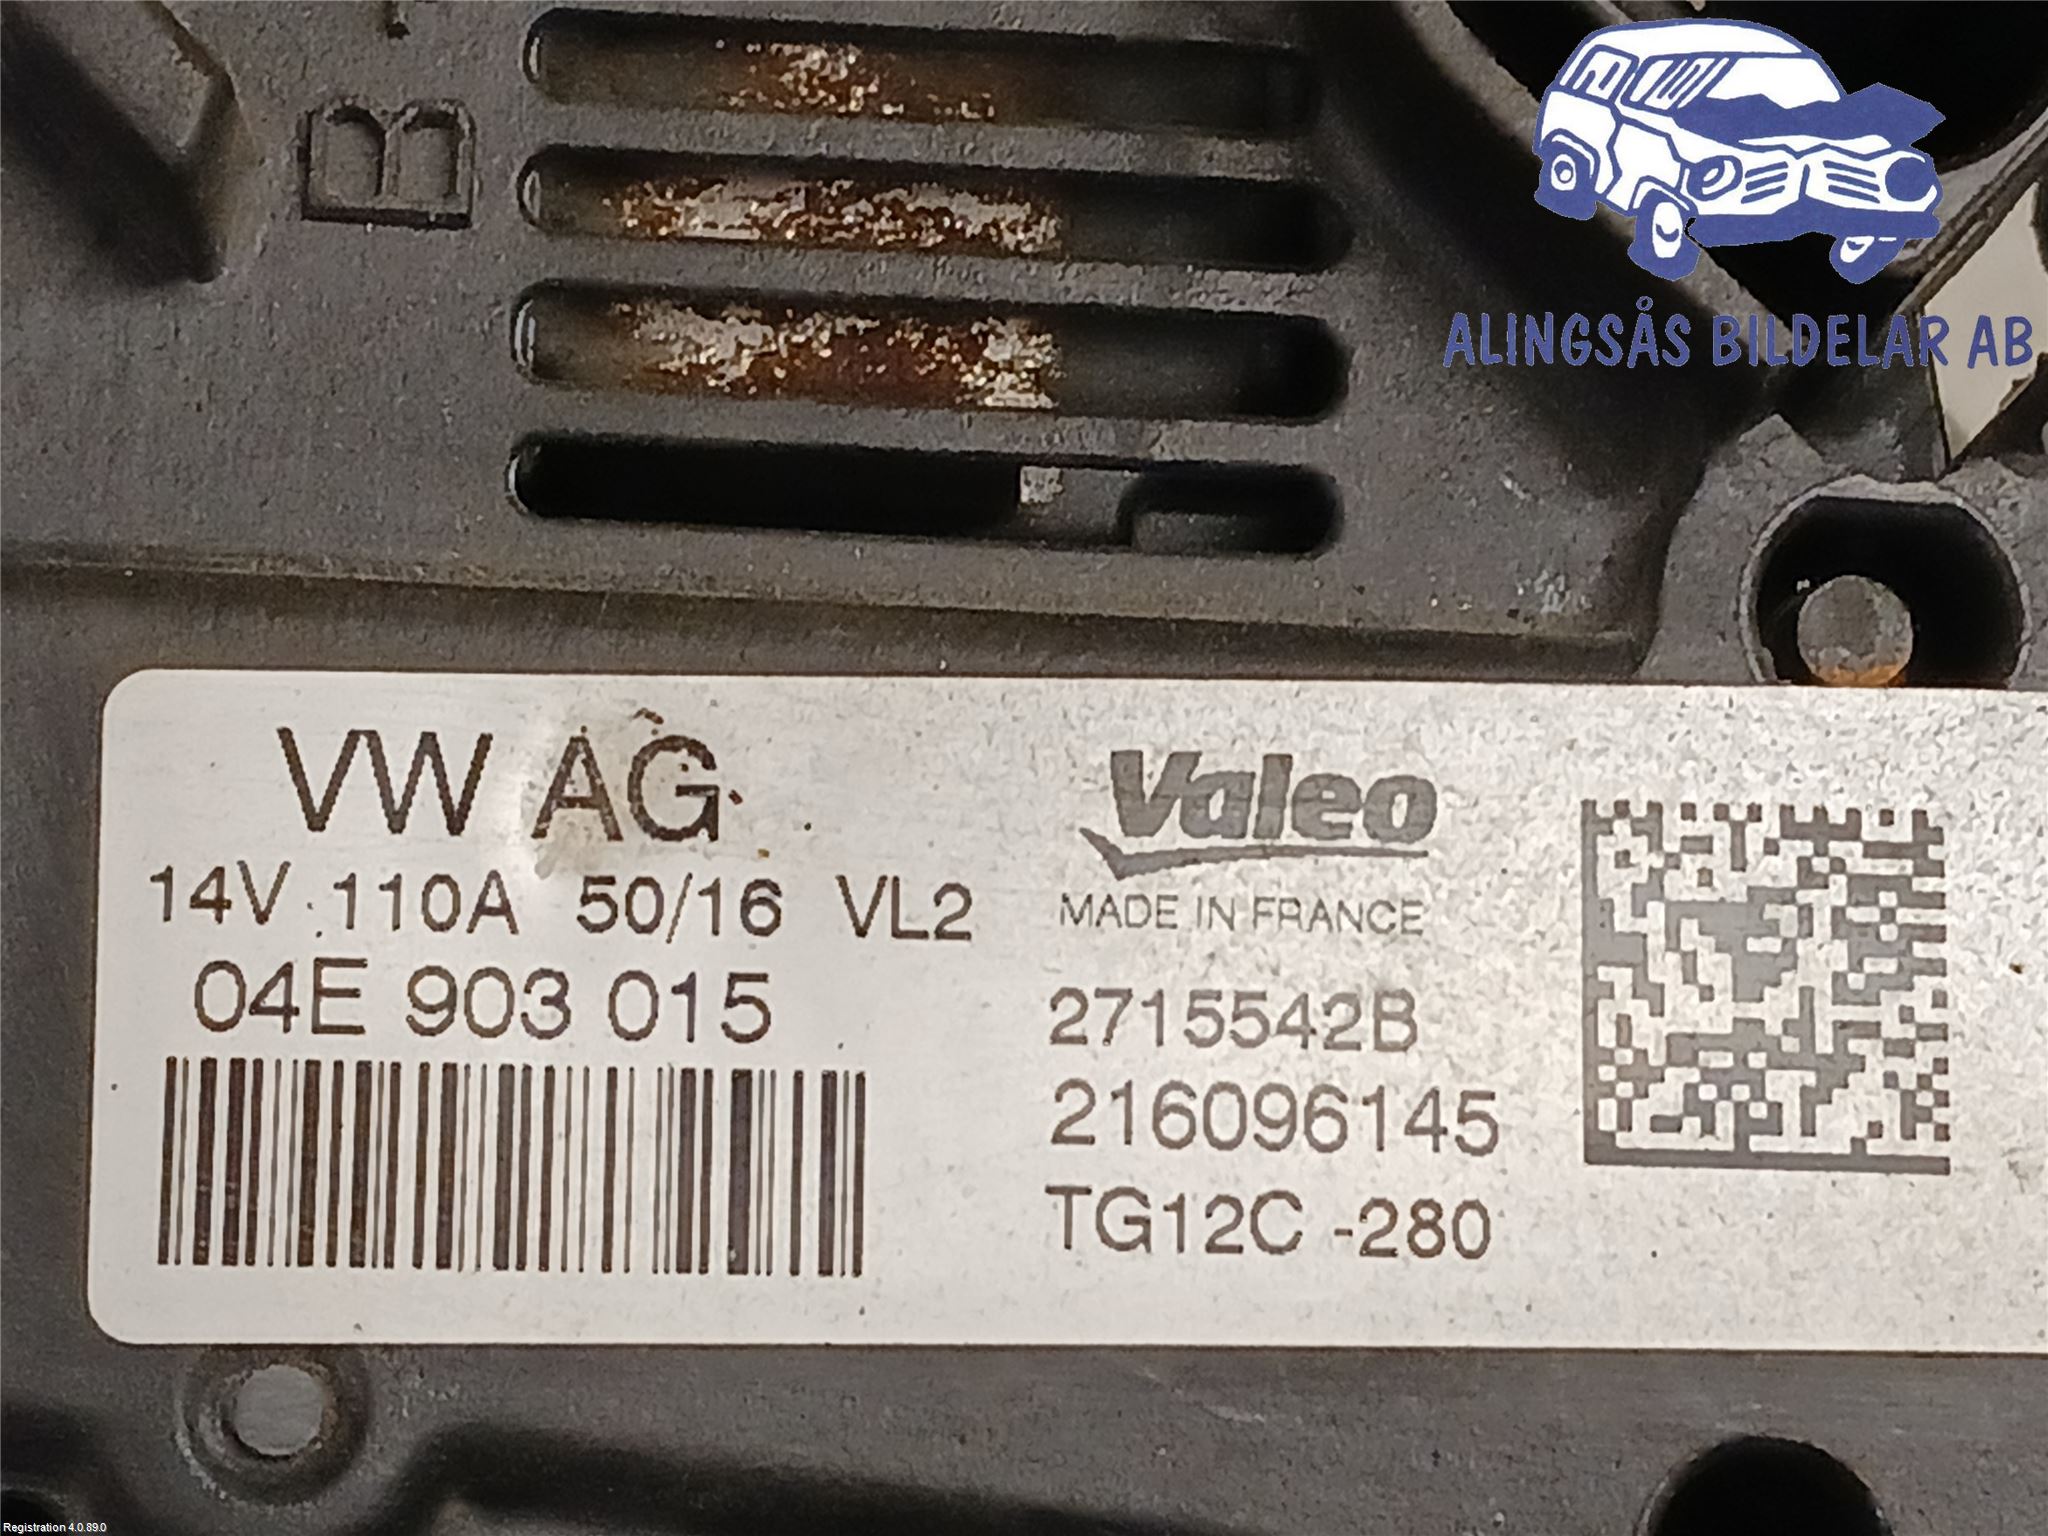 B+
ALINGSÅS BILDELAR AB
VW AG
14V 110A 50/16 VL2
04E 903 015
Valeo
MADE IN FRANCE
2715542B
216096145
TG12C -280
Registration 4.0.89.0